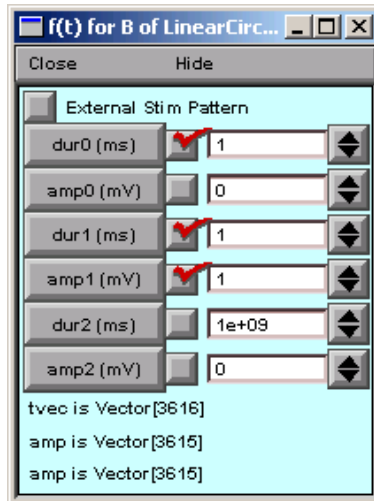 f(t) for B of LinearCirc...
Close Hide
External Stim Pattern
dur0 (ms) 1
amp0 (mV) 0
dur1 (ms) 1
amp1 (mV) 1
dur2 (ms) 1e+09
amp2 (mV) 0
tvec is Vector[3616]
amp is Vector[3615]
amp is Vector[3615]